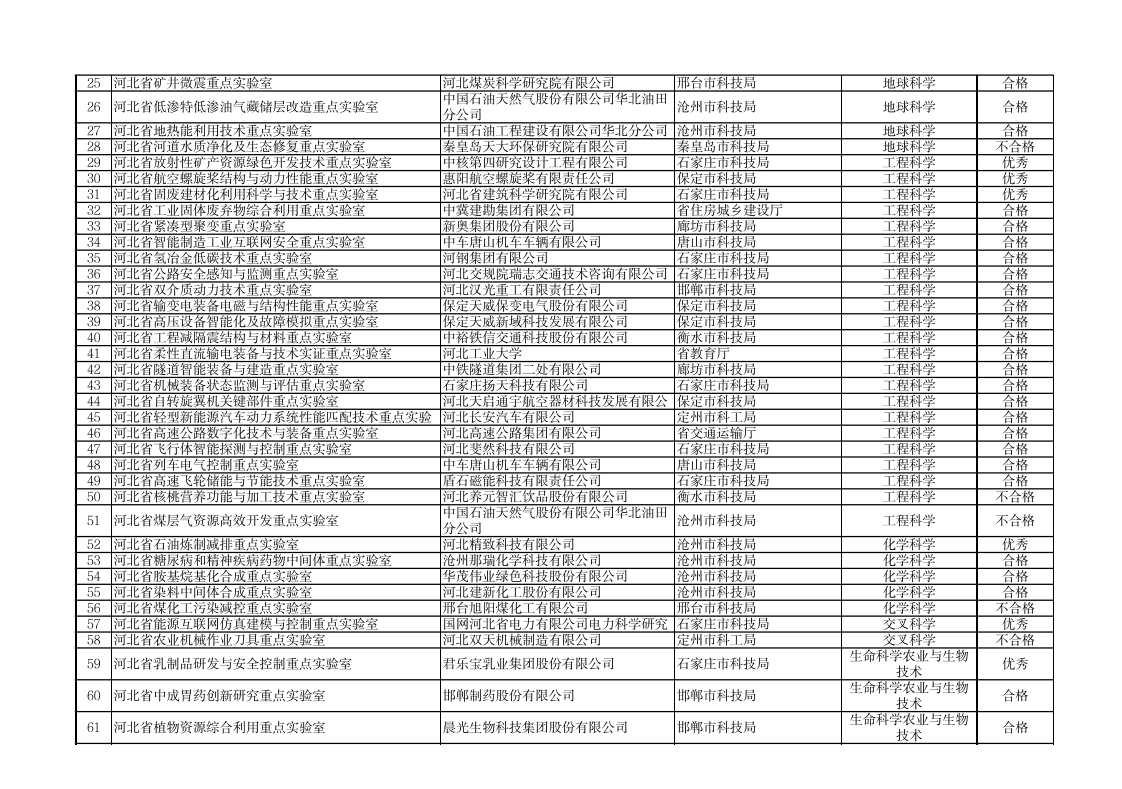 25 河北省矿井微震重点实验室 河北煤炭科学研究院有限公司 邢台市科技局 地球科学 合格
26 河北省低渗特低渗油气藏储层改造重点实验室 中国石油天然气股份有限公司华北油田分公司 沧州市科技局 地球科学 合格
27 河北省地热能利用技术重点实验室 中国石油工程建设有限公司华北分公司 沧州市科技局 地球科学 合格
28 河北省河道水质净化及生态修复重点实验室 秦皇岛天大环保研究院有限公司 秦皇岛市科技局 地球科学 不合格
29 河北省放射性矿产资源绿色开发技术重点实验室 中核第四研究设计工程有限公司 石家庄市科技局 工程科学 优秀
30 河北省航空螺旋桨结构与动力性能重点实验室 惠阳航空螺旋桨有限责任公司 保定市科技局 工程科学 优秀
31 河北省固废建材化利用科学与技术重点实验室 河北省建筑科学研究院有限公司 石家庄市科技局 工程科学 优秀
32 河北省工业固体废弃物综合利用重点实验室 中冀建勘集团有限公司 省住房城乡建设厅 工程科学 合格
33 河北省紧凑型聚变重点实验室 新奥集团股份有限公司 廊坊市科技局 工程科学 合格
34 河北省智能制造工业互联网安全重点实验室 中车唐山机车车辆有限公司 唐山市科技局 工程科学 合格
35 河北省氢冶金低碳技术重点实验室 河钢集团有限公司 石家庄市科技局 工程科学 合格
36 河北省公路安全感知与监测重点实验室 河北交规院瑞志交通技术咨询有限公司 石家庄市科技局 工程科学 合格
37 河北省双介质动力技术重点实验室 河北汉光重工有限责任公司 邯郸市科技局 工程科学 合格
38 河北省输变电装备电磁与结构性能重点实验室 保定天威保变电气股份有限公司 保定市科技局 工程科学 合格
39 河北省高压设备智能化及故障模拟重点实验室 保定天威新域科技发展有限公司 保定市科技局 工程科学 合格
40 河北省工程减隔震结构与材料重点实验室 中裕铁信交通科技股份有限公司 衡水市科技局 工程科学 合格
41 河北省柔性直流输电装备与技术实证重点实验室 河北工业大学 省教育厅 工程科学 合格
42 河北省隧道智能装备与建造重点实验室 中铁隧道集团二处有限公司 廊坊市科技局 工程科学 合格
43 河北省机械装备状态监测与评估重点实验室 石家庄扬天科技有限公司 石家庄市科技局 工程科学 合格
44 河北省自转旋翼机关键部件重点实验室 河北天启通宇航空器材科技发展有限公 保定市科技局 工程科学 合格
45 河北省轻型新能源汽车动力系统性能匹配技术重点实验 河北长安汽车有限公司 定州市科工局 工程科学 合格
46 河北省高速公路数字化技术与装备重点实验室 河北高速公路集团有限公司 省交通运输厅 工程科学 合格
47 河北省飞行体智能探测与控制重点实验室 河北斐然科技有限公司 石家庄市科技局 工程科学 合格
48 河北省列车电气控制重点实验室 中车唐山机车车辆有限公司 唐山市科技局 工程科学 合格
49 河北省高速飞轮储能与节能技术重点实验室 盾石磁能科技有限责任公司 石家庄市科技局 工程科学 合格
50 河北省核桃营养功能与加工技术重点实验室 河北养元智汇饮品股份有限公司 衡水市科技局 工程科学 不合格
51 河北省煤层气资源高效开发重点实验室 中国石油天然气股份有限公司华北油田分公司 沧州市科技局 工程科学 不合格
52 河北省石油炼制减排重点实验室 河北精致科技有限公司 沧州市科技局 化学科学 优秀
53 河北省糖尿病和精神疾病药物中间体重点实验室 沧州那瑞化学科技有限公司 沧州市科技局 化学科学 合格
54 河北省胺基烷基化合成重点实验室 华茂伟业绿色科技股份有限公司 沧州市科技局 化学科学 合格
55 河北省染料中间体合成重点实验室 河北建新化工股份有限公司 沧州市科技局 化学科学 合格
56 河北省煤化工污染减控重点实验室 邢台旭阳煤化工有限公司 邢台市科技局 化学科学 不合格
57 河北省能源互联网仿真建模与控制重点实验室 国网河北省电力有限公司电力科学研究 石家庄市科技局 交叉科学 优秀
58 河北省农业机械作业刀具重点实验室 河北双天机械制造有限公司 定州市科工局 交叉科学 不合格
59 河北省乳制品研发与安全控制重点实验室 君乐宝乳业集团股份有限公司 石家庄市科技局 生命科学农业与生物技术 优秀
60 河北省中成胃药创新研究重点实验室 邯郸制药股份有限公司 邯郸市科技局 生命科学农业与生物技术 合格
61 河北省植物资源综合利用重点实验室 晨光生物科技集团股份有限公司 邯郸市科技局 生命科学农业与生物技术 合格